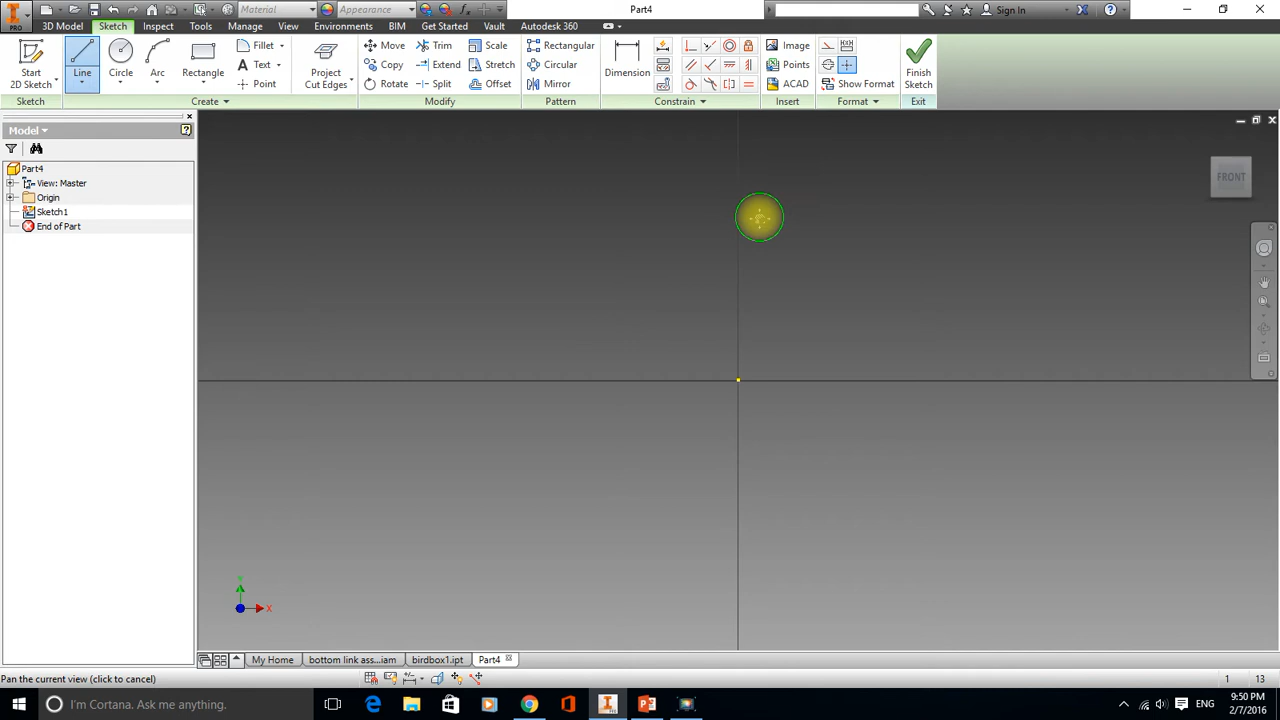 PRO
Material
Appearance
Part4
Sign In
3D Model Sketch Inspect Tools Manage View Environments BIM Get Started Vault Autodesk 360
Start
2D Sketch
Line
Circle
Arc
Rectangle
Fillet
Text
Point
Project
Cut Edges
Move
Copy
Rotate
Trim
Extend
Split
Scale
Stretch
Offset
Rectangular
Circular
Mirror
Dimension
Image
Points
ACAD
Show Format
Finish
Sketch
Sketch Create Modify Pattern Constrain Insert Format Exit
Model
Part4
View: Master
Origin
Sketch1
End of Part
FRONT
Y
X
My Home bottom link ass....iam birdbox1.ipt Part4
Pan the current view (click to cancel) 1 13
I'm Cortana. Ask me anything.
ENG
9:50 PM
2/7/2016